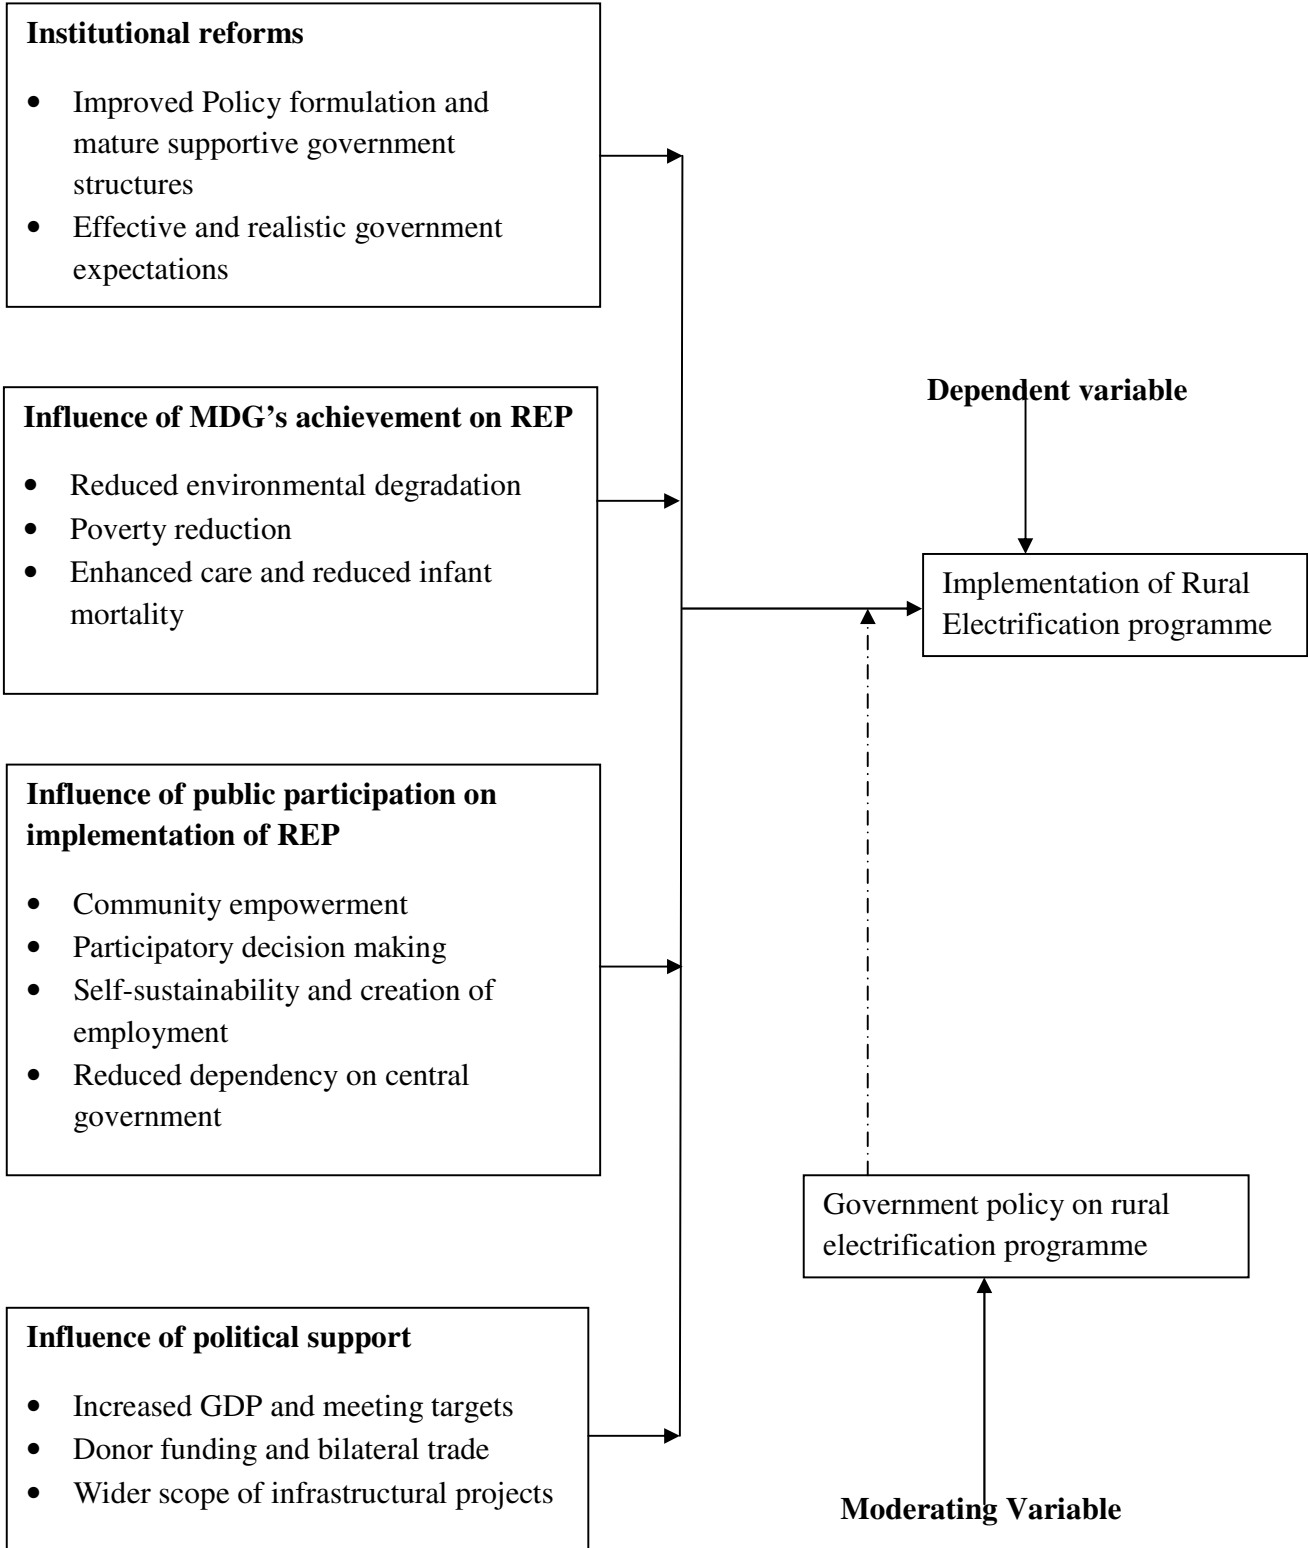 Institutional reforms
• Improved Policy formulation and
mature supportive government
structures
• Effective and realistic government
expectations
Influence of MDG’s achievement on REP
• Reduced environmental degradation
• Poverty reduction
• Enhanced care and reduced infant
mortality
Influence of public participation on
implementation of REP
• Community empowerment
• Participatory decision making
• Self-sustainability and creation of
employment
• Reduced dependency on central
government
Influence of political support
• Increased GDP and meeting targets
• Donor funding and bilateral trade
• Wider scope of infrastructural projects
Dependent variable
Implementation of Rural
Electrification programme
Government policy on rural
electrification programme
Moderating Variable